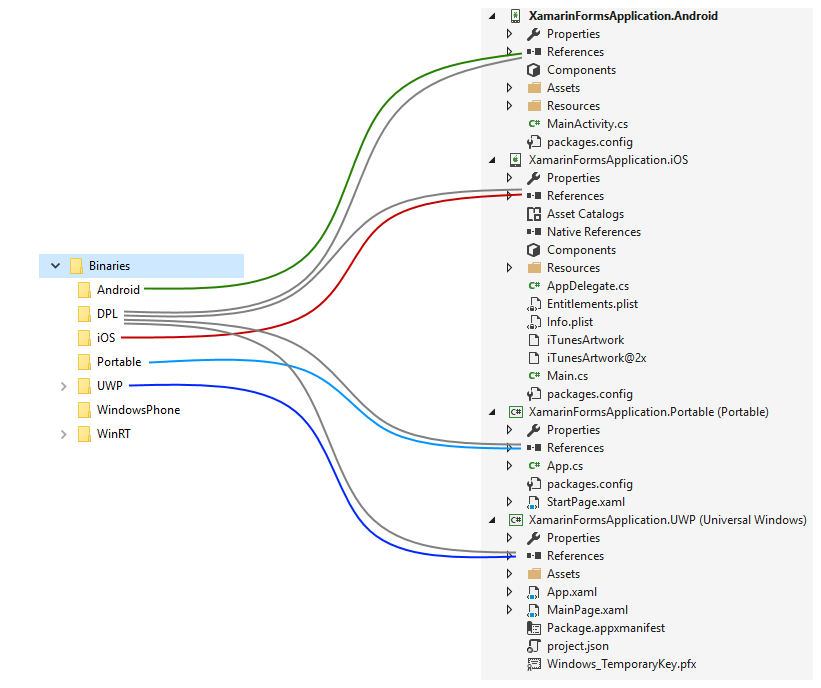 Binaries
Android
DPL
iOS
Portable
UWP
WindowsPhone
WinRT
XamarinFormsApplication.Android
Properties
References
Components
Assets
Resources
C# MainActivity.cs
packages.config
XamarinFormsApplication.iOS
Properties
References
Asset Catalogs
Native References
Components
Resources
C# AppDelegate.cs
Entitlements.plist
Info.plist
iTunesArtwork
iTunesArtwork@2x
C# Main.cs
packages.config
C# XamarinFormsApplication.Portable (Portable)
Properties
References
C# App.cs
packages.config
StartPage.xaml
C# XamarinFormsApplication.UWP (Universal Windows)
Properties
References
Assets
App.xaml
MainPage.xaml
Package.appxmanifest
project.json
Windows_TemporaryKey.pfx